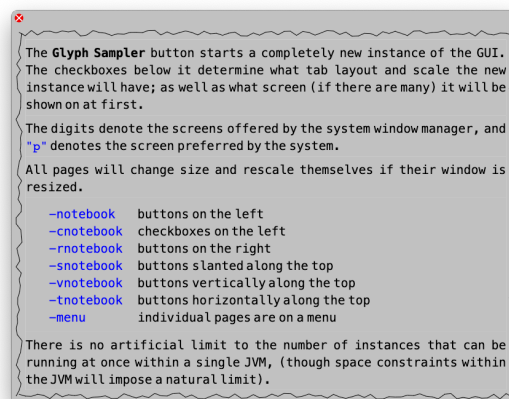 The Glyph Sampler button starts a completely new instance of the GUI.
The checkboxes below it determine what tab layout and scale the new
instance will have; as well as what screen (if there are many) it will be
shown on at first.
The digits denote the screens offered by the system window manager, and
"p" denotes the screen preferred by the system.
All pages will change size and rescale themselves if their window is
resized.
-notebook buttons on the left
-cnotebook checkboxes on the left
-rnotebook buttons on the right
-snotebook buttons slanted along the top
-vnotebook buttons vertically along the top
-tnotebook buttons horizontally along the top
-menu individual pages are on a menu
There is no artificial limit to the number of instances that can be
running at once within a single JVM, (though space constraints within
the JVM will impose a natural limit).